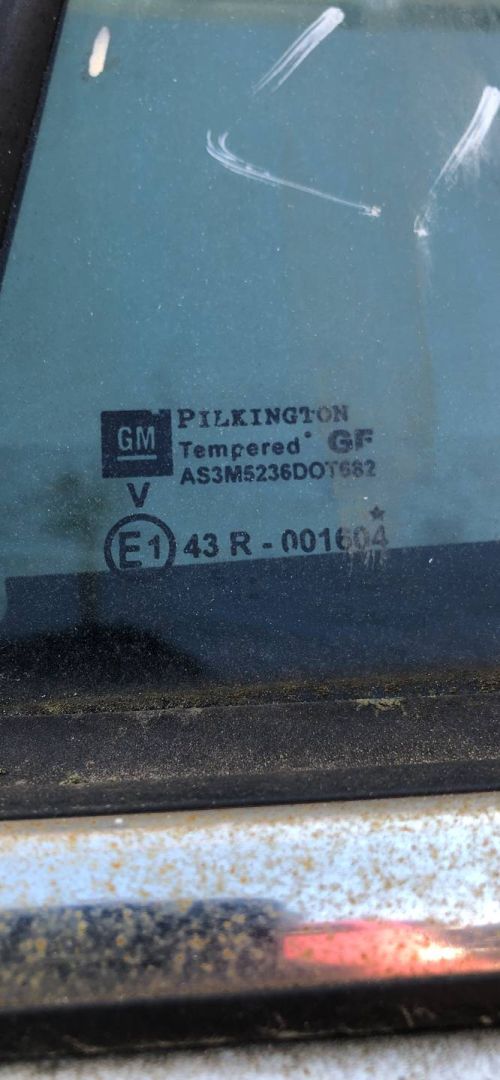 GM PILKINGTON
Tempered GF
AS3M5236DOT682
V
E1 43 R - 001604